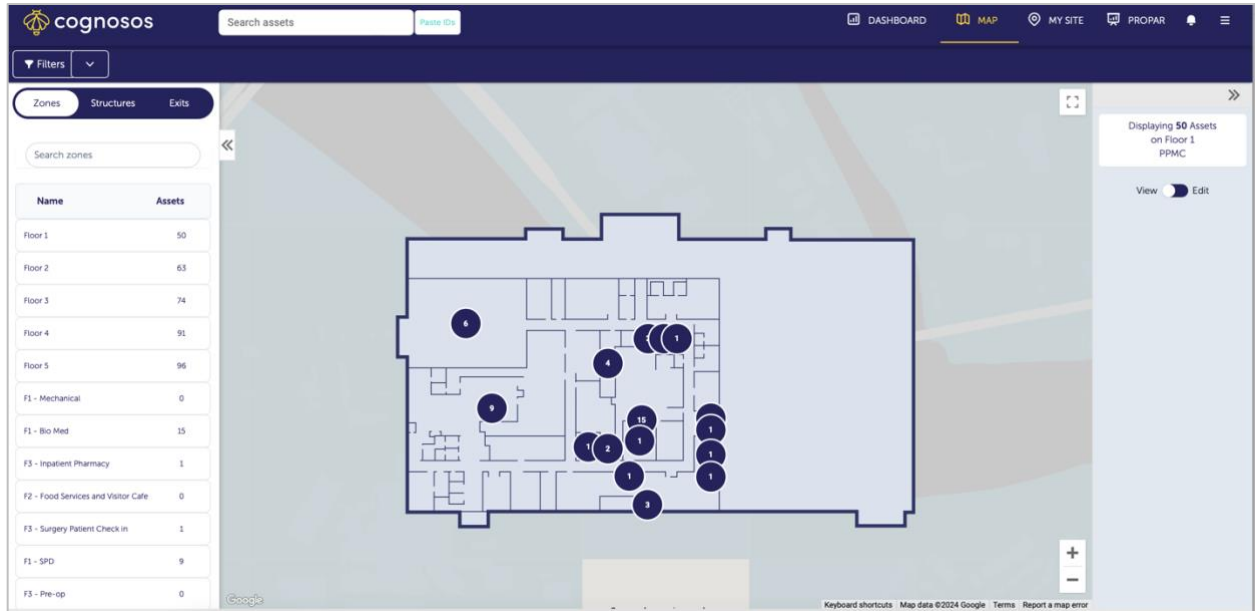 cognosos
Search assets
Paste IDs
DASHBOARD
MAP
MY SITE
PROPAR
Filters
Zones Structures Exits
Search zones
Name Assets
Floor 1 50
Floor 2 63
Floor 3 74
Floor 4 91
Floor 5 96
F1 - Mechanical 0
F1 - Bio Med 15
F3 - Inpatient Pharmacy 1
F2 - Food Services and Visitor Cafe 0
F3 - Surgery Patient Check in 1
F1 - SPD 9
F3 - Pre-op 0
6
1
4
9
15
1
1
1
2
1
1
1
3
Displaying 50 Assets
on Floor 1
PPMC
View Edit
Google
Keyboard shortcuts Map data ©2024 Google Terms Report a map error